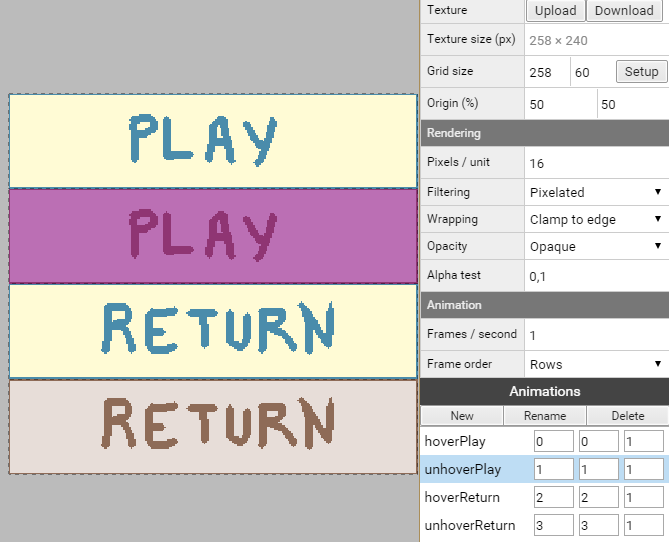 PLAY
PLAY
RETURN
RETURN
Texture Upload Download
Texture size (px) 258 × 240
Grid size 258 60 Setup
Origin (%) 50 50
Rendering
Pixels / unit 16
Filtering Pixelated
Wrapping Clamp to edge
Opacity Opaque
Alpha test 0,1
Animation
Frames / second 1
Frame order Rows
Animations
New Rename Delete
hoverPlay 0 0 1
unhoverPlay 1 1 1
hoverReturn 2 2 1
unhoverReturn 3 3 1